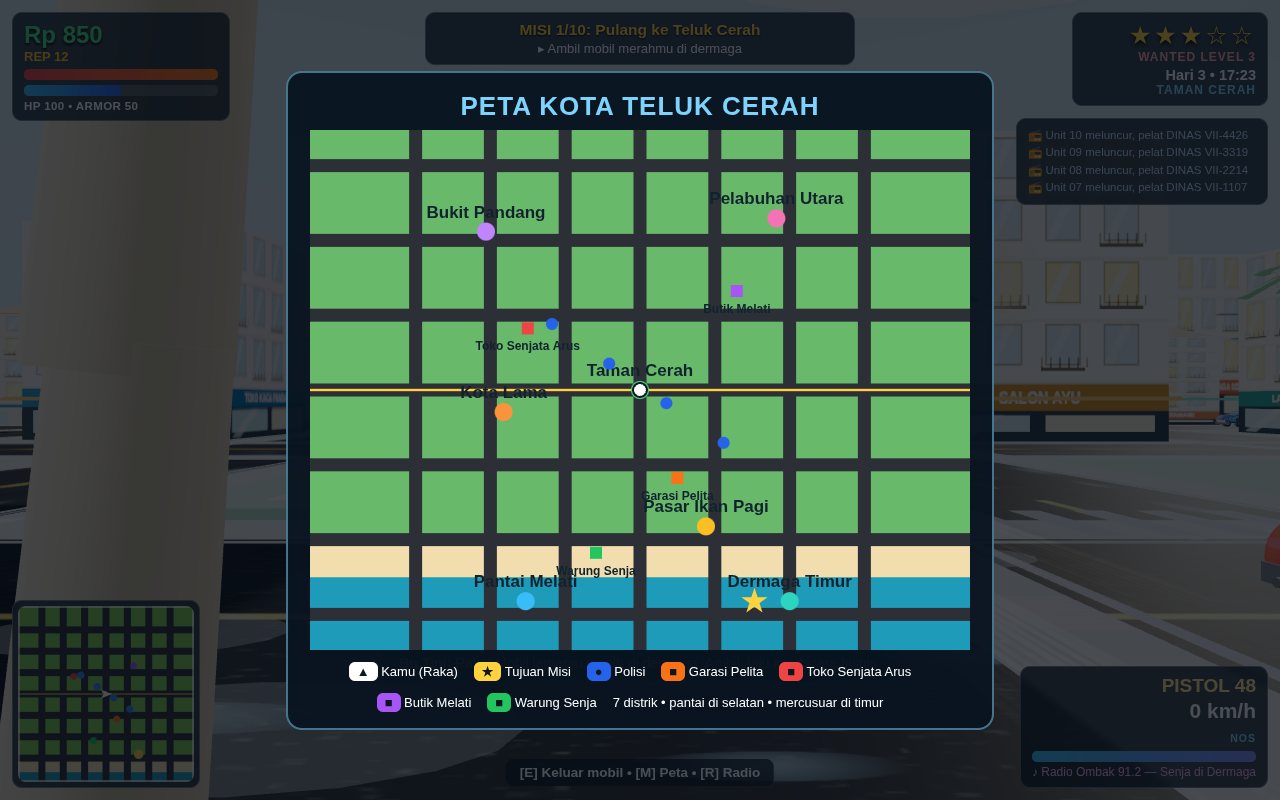 Rp 850
REP 12
HP 100 • ARMOR 50
MISI 1/10: Pulang ke Teluk Cerah
▸ Ambil mobil merahmu di dermaga
★★★☆☆
WANTED LEVEL 3
Hari 3 • 17:23
TAMAN CERAH
Unit 10 meluncur, pelat DINAS VII-4426
Unit 09 meluncur, pelat DINAS VII-3319
Unit 08 meluncur, pelat DINAS VII-2214
Unit 07 meluncur, pelat DINAS VII-1107
PETA KOTA TELUK CERAH
Pelabuhan Utara
Bukit Pandang
Butik Melati
Toko Senjata Arus
Taman Cerah
Kota Lama
SALON AYU
Garasi Pelita
Pasar Ikan Pagi
Warung Senja
Pantai Melati
Dermaga Timur
Kamu (Raka)
Tujuan Misi
Polisi
Garasi Pelita
Toko Senjata Arus
Butik Melati
Warung Senja
7 distrik • pantai di selatan • mercusuar di timur
PISTOL 48
0 km/h
NOS
♪ Radio Ombak 91.2 — Senja di Dermaga
[E] Keluar mobil • [M] Peta • [R] Radio